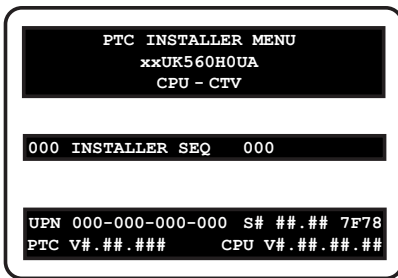 PTC INSTALLER MENU
xxUK560H0UA
CPU - CTV
000 INSTALLER SEQ 000
UPN 000-000-000-000 S# ##.## 7F78
PTC V#.##.### CPU V#.##.##.##